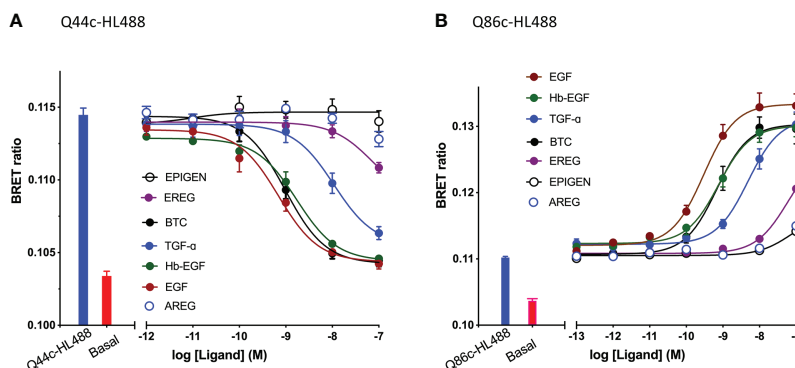 A Q44c-HL488
BRET ratio
0.115
0.110
0.105
0.100
Q44c-HL488
Basal
EPIGEN
EREG
BTC
TGF-α
Hb-EGF
EGF
AREG
-12 -11 -10 -9 -8 -7
log [Ligand] (M)
B Q86c-HL488
BRET ratio
0.13
0.12
0.11
0.10
Q86c-HL488
Basal
EGF
Hb-EGF
TGF-α
BTC
EREG
EPIGEN
AREG
-13 -12 -11 -10 -9 -8 -7
log [Ligand] (M)